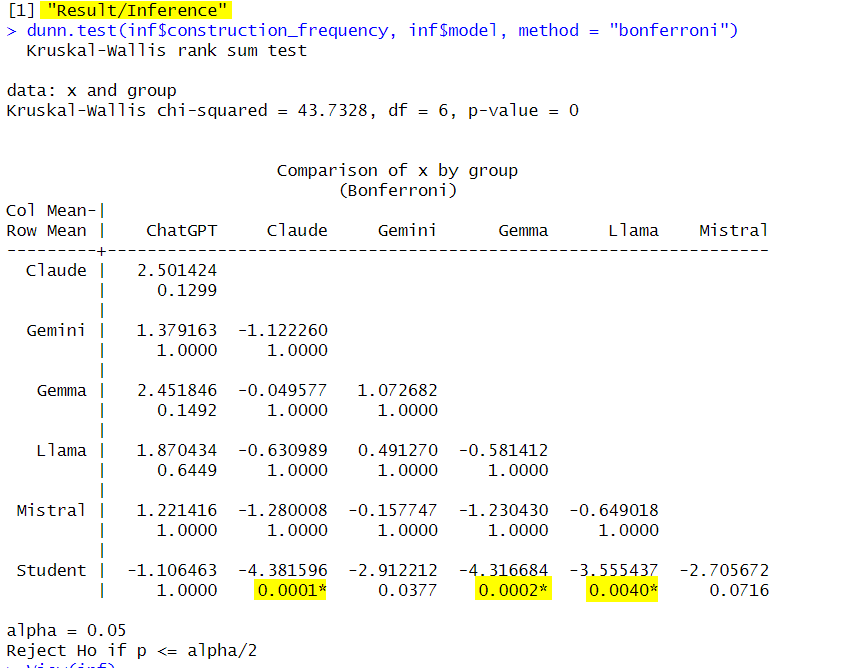 [1] "Result/Inference"
> dunn.test(inf$construction_frequency, inf$model, method = "bonferroni")
  Kruskal-Wallis rank sum test

data: x and group
Kruskal-Wallis chi-squared = 43.7328, df = 6, p-value = 0

                           Comparison of x by group
                                 (Bonferroni)
Col Mean-|
Row Mean |    ChatGPT     Claude     Gemini      Gemma      Llama    Mistral
---------+------------------------------------------------------------------
  Claude |   2.501424
         |     0.1299
         |
  Gemini |   1.379163  -1.122260
         |     1.0000     1.0000
         |
   Gemma |   2.451846  -0.049577   1.072682
         |     0.1492     1.0000     1.0000
         |
   Llama |   1.870434  -0.630989   0.491270  -0.581412
         |     0.6449     1.0000     1.0000     1.0000
         |
 Mistral |   1.221416  -1.280008  -0.157747  -1.230430  -0.649018
         |     1.0000     1.0000     1.0000     1.0000     1.0000
         |
 Student |  -1.106463  -4.381596  -2.912212  -4.316684  -3.555437  -2.705672
         |     1.0000    0.0001*     0.0377    0.0002*    0.0040*     0.0716

alpha = 0.05
Reject Ho if p <= alpha/2
> View(inf)